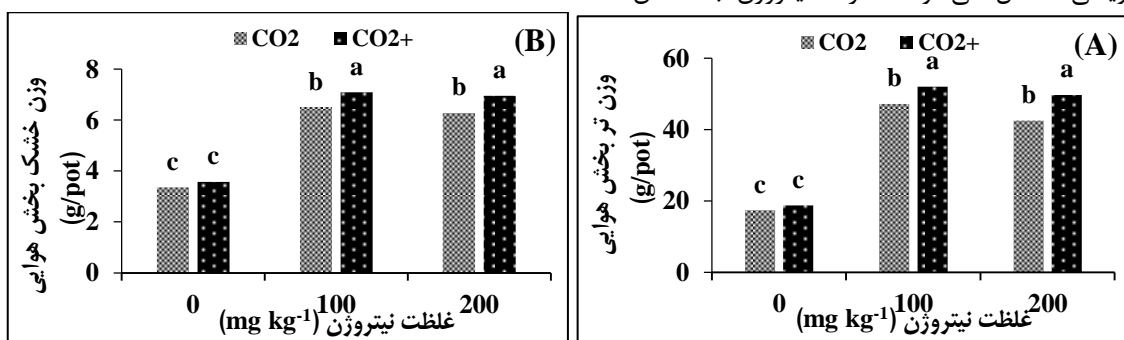 (B)
CO2 CO2+
وزن خشک بخش هوایی
(g/pot)
8
6
4
2
0
c c b a b a
0 100 200
غلظت نیتروژن (mg kg-1)
(A)
CO2 CO2+
وزن تر بخش هوایی
(g/pot)
60
40
20
0
c c b a b a
0 100 200
غلظت نیتروژن (mg kg-1)